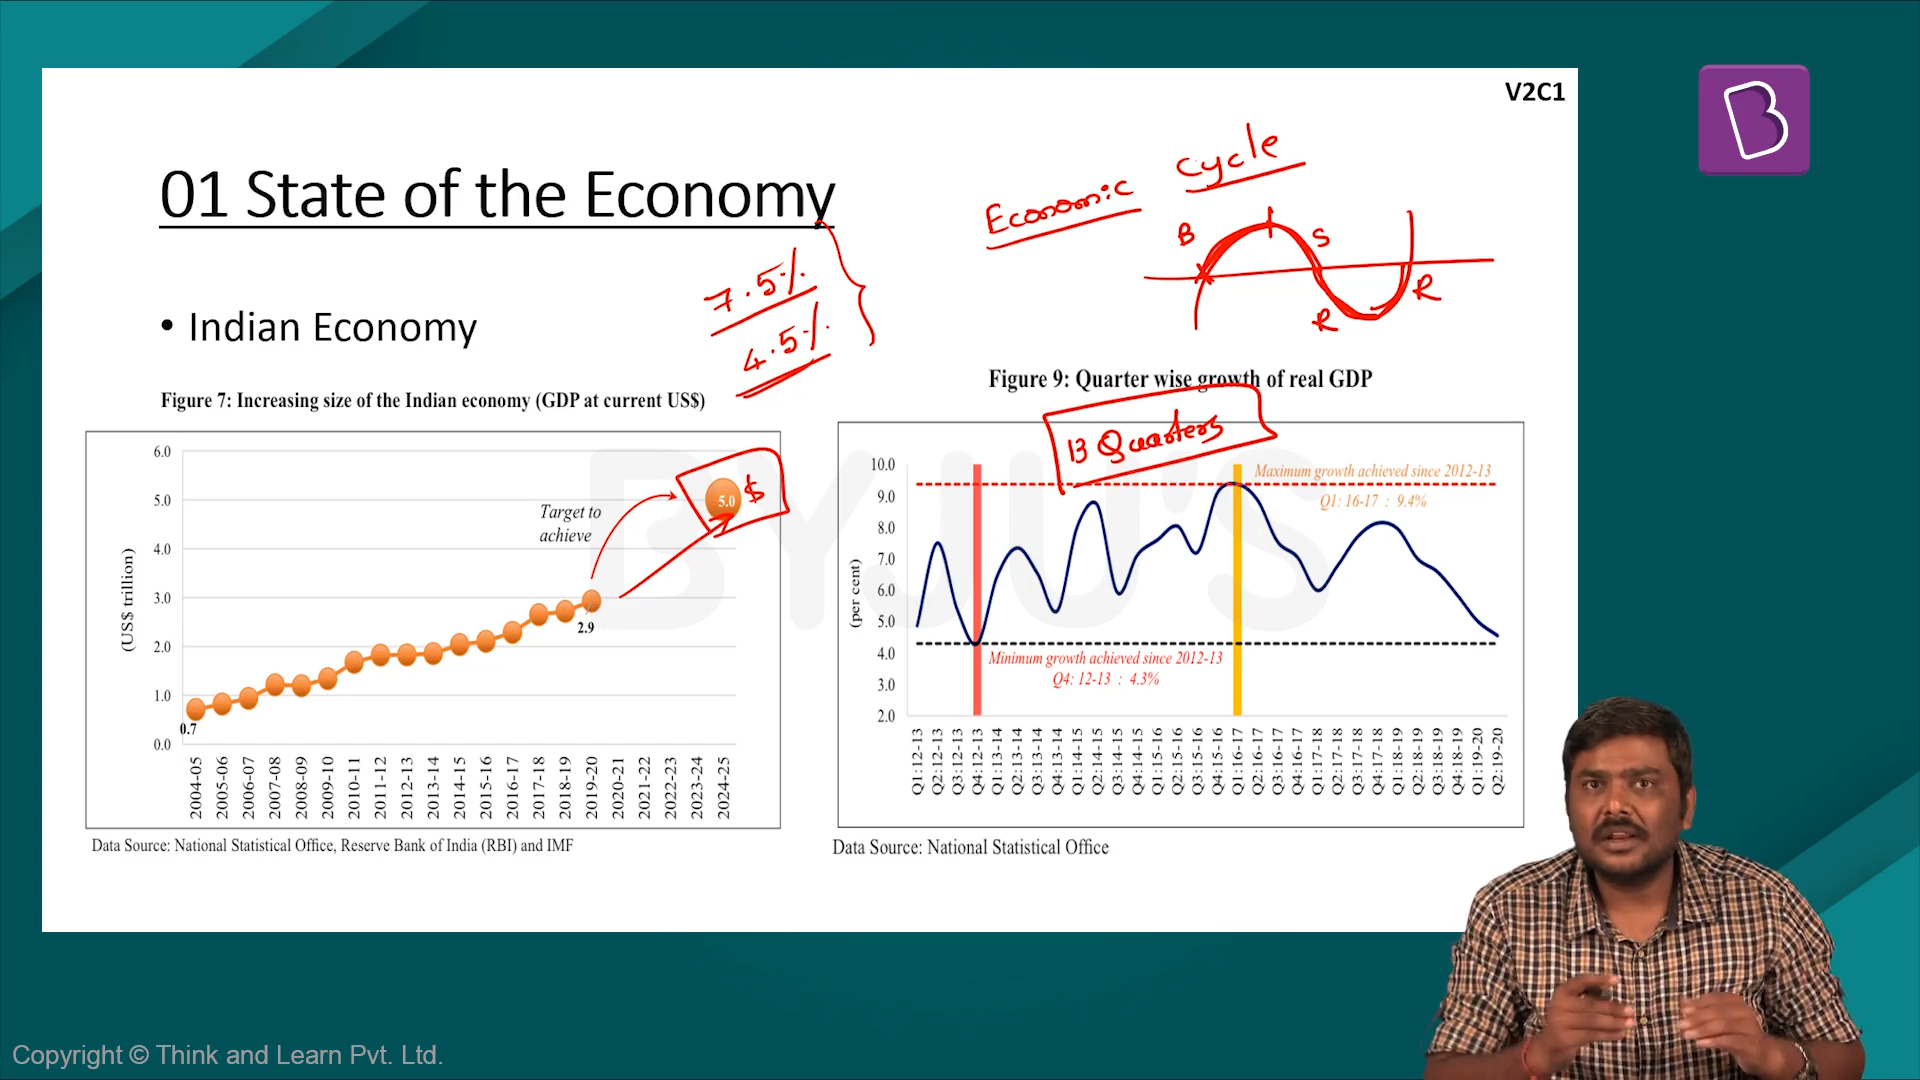 V2C1
01 State of the Economy
Economic Cycle
B
S
R
R
7.5%
4.5%
• Indian Economy
Figure 7: Increasing size of the Indian economy (GDP at current US$)
(US$ trillion)
6.0
5.0
4.0
3.0
2.0
1.0
0.0
Target to
achieve
5.0 $
2.9
0.7
2004-05
2005-06
2006-07
2007-08
2008-09
2009-10
2010-11
2011-12
2012-13
2013-14
2014-15
2015-16
2016-17
2017-18
2018-19
2019-20
2020-21
2021-22
2022-23
2023-24
2024-25
Data Source: National Statistical Office, Reserve Bank of India (RBI) and IMF
Figure 9: Quarter wise growth of real GDP
13 Quarters
(per cent)
10.0
9.0
8.0
7.0
6.0
5.0
4.0
3.0
2.0
Maximum growth achieved since 2012-13
Q1: 16-17 : 9.4%
Minimum growth achieved since 2012-13
Q4: 12-13 : 4.3%
Q1:12-13
Q2:12-13
Q3:12-13
Q4:12-13
Q1:13-14
Q2:13-14
Q3:13-14
Q4:13-14
Q1:14-15
Q2:14-15
Q3:14-15
Q4:14-15
Q1:15-16
Q2:15-16
Q3:15-16
Q4:15-16
Q1:16-17
Q2:16-17
Q3:16-17
Q4:16-17
Q1:17-18
Q2:17-18
Q3:17-18
Q4:17-18
Q1:18-19
Q2:18-19
Q3:18-19
Q4:18-19
Q1:19-20
Q2:19-20
Data Source: National Statistical Office
BYJU'S
B
Copyright © Think and Learn Pvt. Ltd.